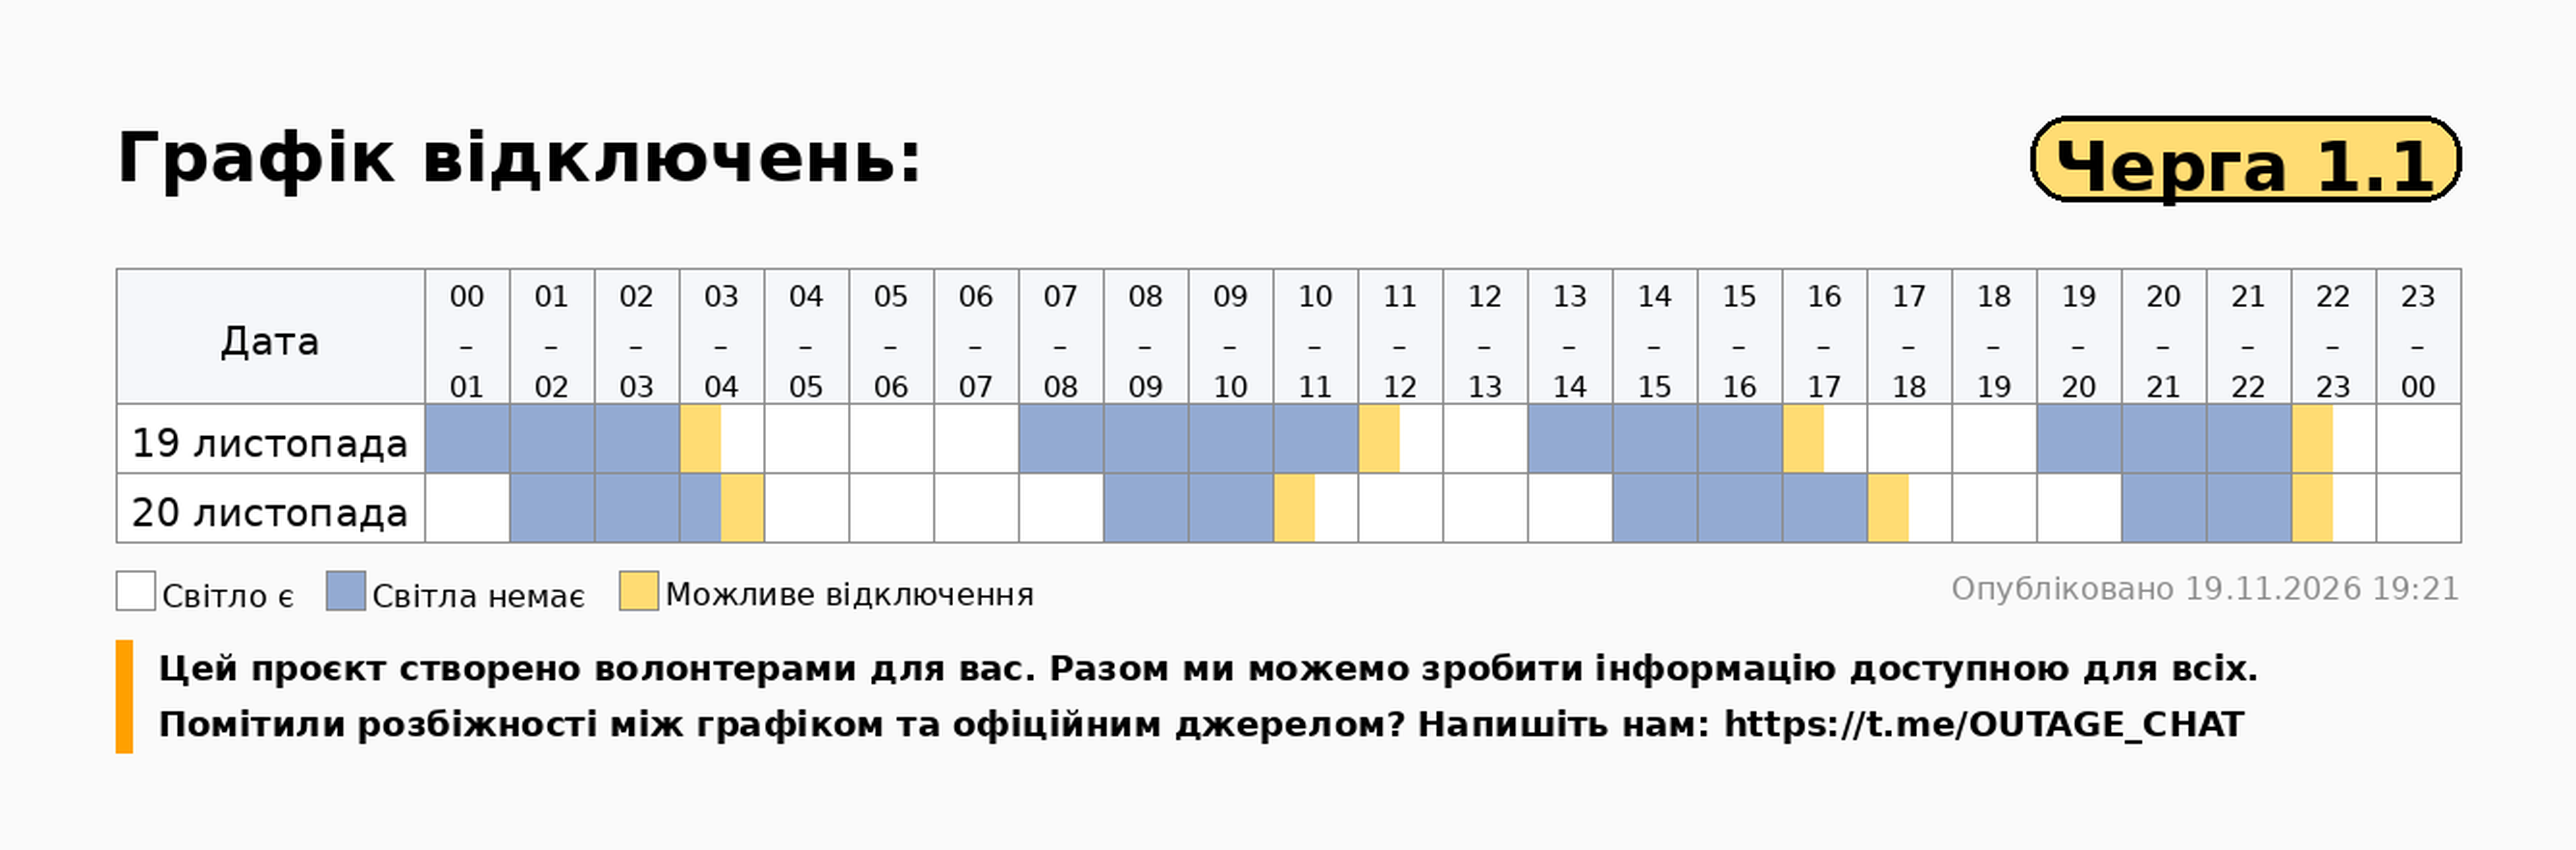 Графік відключень:
Черга 1.1
Дата
00 – 01
01 – 02
02 – 03
03 – 04
04 – 05
05 – 06
06 – 07
07 – 08
08 – 09
09 – 10
10 – 11
11 – 12
12 – 13
13 – 14
14 – 15
15 – 16
16 – 17
17 – 18
18 – 19
19 – 20
20 – 21
21 – 22
22 – 23
23 – 00
19 листопада
20 листопада
Світло є
Світла немає
Можливе відключення
Опубліковано 19.11.2026 19:21
Цей проєкт створено волонтерами для вас. Разом ми можемо зробити інформацію доступною для всіх.
Помітили розбіжності між графіком та офіційним джерелом? Напишіть нам: https://t.me/OUTAGE_CHAT